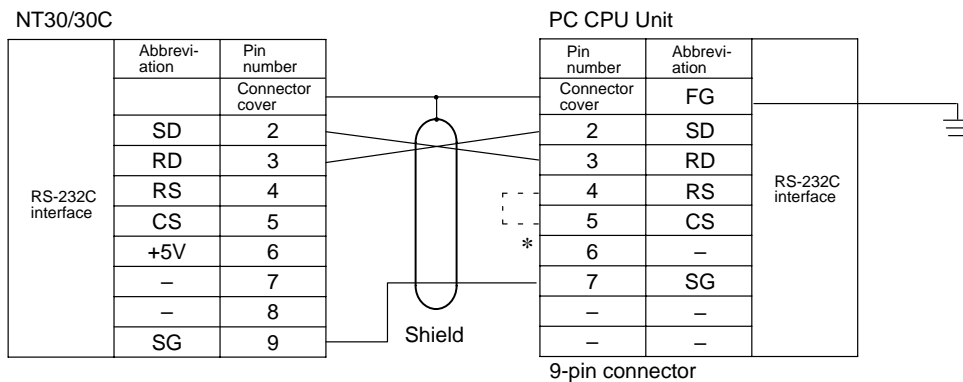 NT30/30C
PC CPU Unit
Abbrevi-
ation
Pin
number
Pin
number
Abbrevi-
ation
Connector
cover
Connector
cover
FG
SD 2 2 SD
RD 3 3 RD
RS 4 4 RS
CS 5 5 CS
+5V 6 * 6 –
– 7 7 SG
– 8 – –
SG 9 – –
RS-232C
interface
RS-232C
interface
Shield
9-pin connector